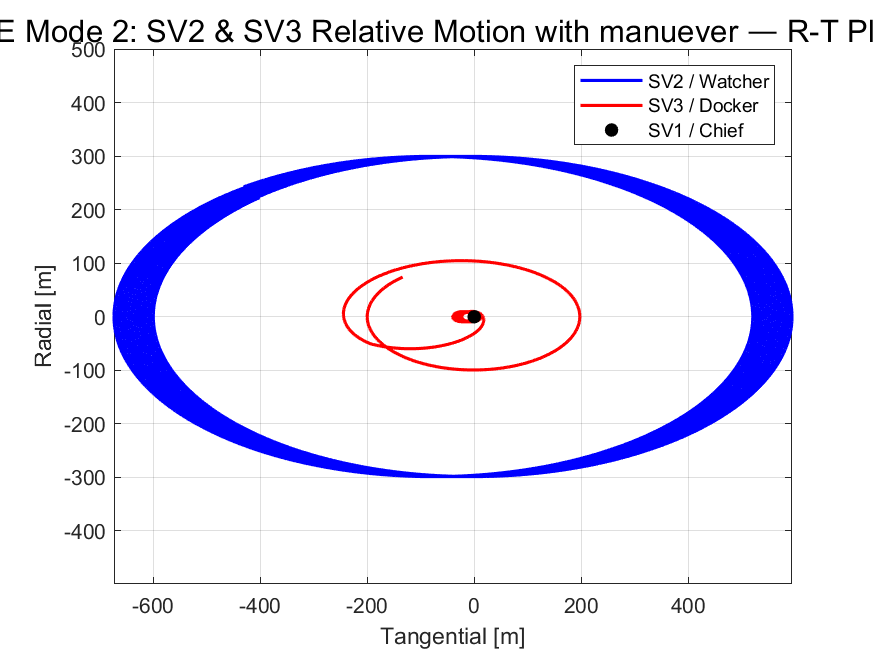 E Mode 2: SV2 & SV3 Relative Motion with manuever — R-T Pl
500
400
300
200
100
0
-100
-200
-300
-400
Radial [m]
SV2 / Watcher
SV3 / Docker
SV1 / Chief
-600 -400 -200 0 200 400
Tangential [m]